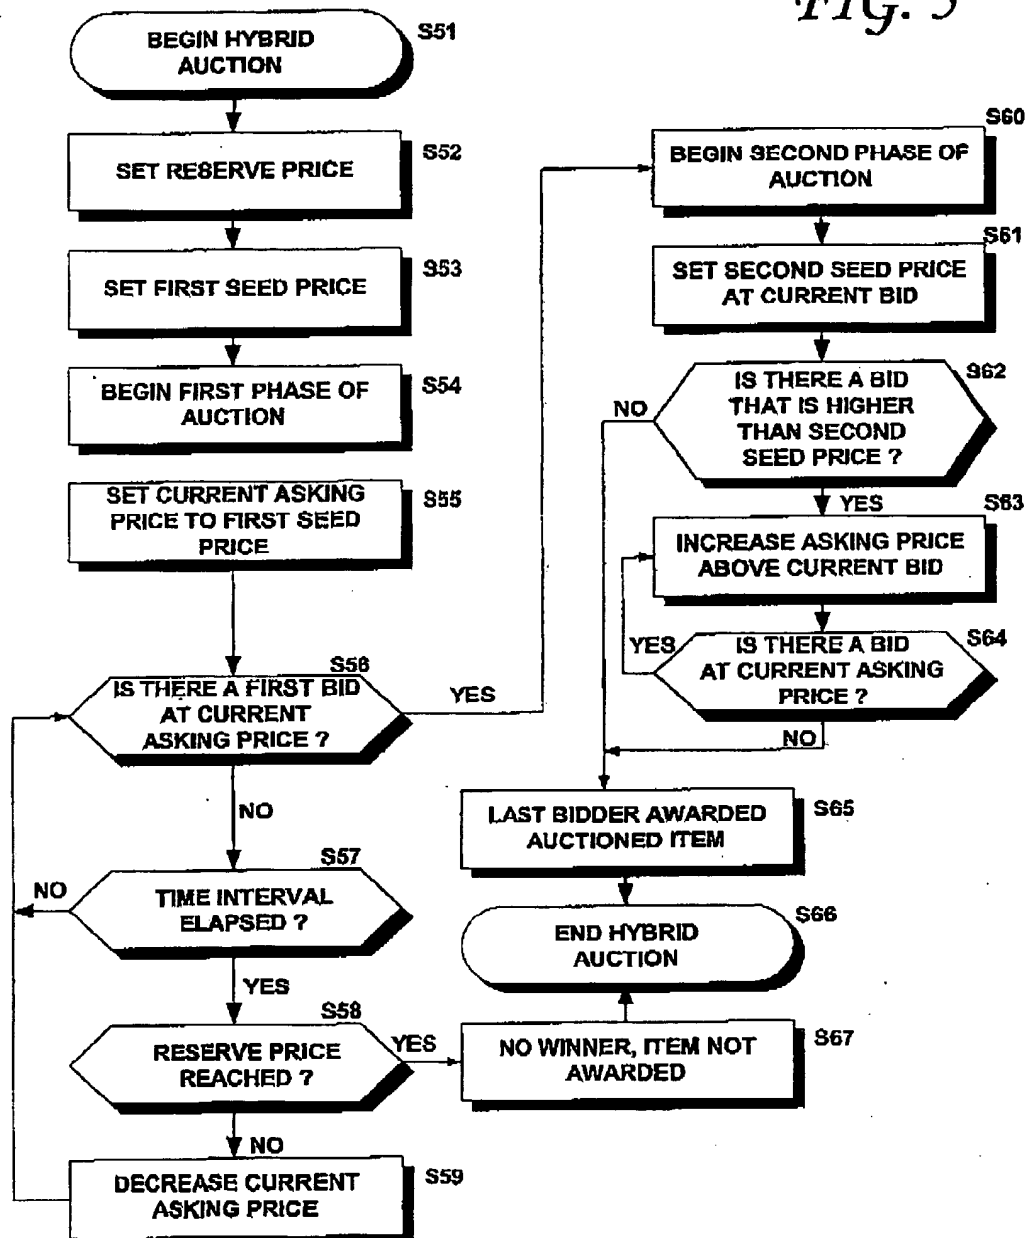 FIG. 5
BEGIN HYBRID
AUCTION
S51
SET RESERVE PRICE
S52
SET FIRST SEED PRICE
S53
BEGIN FIRST PHASE OF
AUCTION
S54
SET CURRENT ASKING
PRICE TO FIRST SEED
PRICE
S55
S56
IS THERE A FIRST BID
AT CURRENT
ASKING PRICE ?
YES
NO
S57
TIME INTERVAL
ELAPSED ?
NO
YES
S58
RESERVE PRICE
REACHED ?
YES
NO
DECREASE CURRENT
ASKING PRICE
S59
S60
BEGIN SECOND PHASE OF
AUCTION
S61
SET SECOND SEED PRICE
AT CURRENT BID
S62
IS THERE A BID
THAT IS HIGHER
THAN SECOND
SEED PRICE ?
NO
YES
S63
INCREASE ASKING PRICE
ABOVE CURRENT BID
S64
IS THERE A BID
AT CURRENT ASKING
PRICE ?
YES
NO
LAST BIDDER AWARDED
AUCTIONED ITEM
S65
END HYBRID
AUCTION
S66
NO WINNER, ITEM NOT
AWARDED
S67